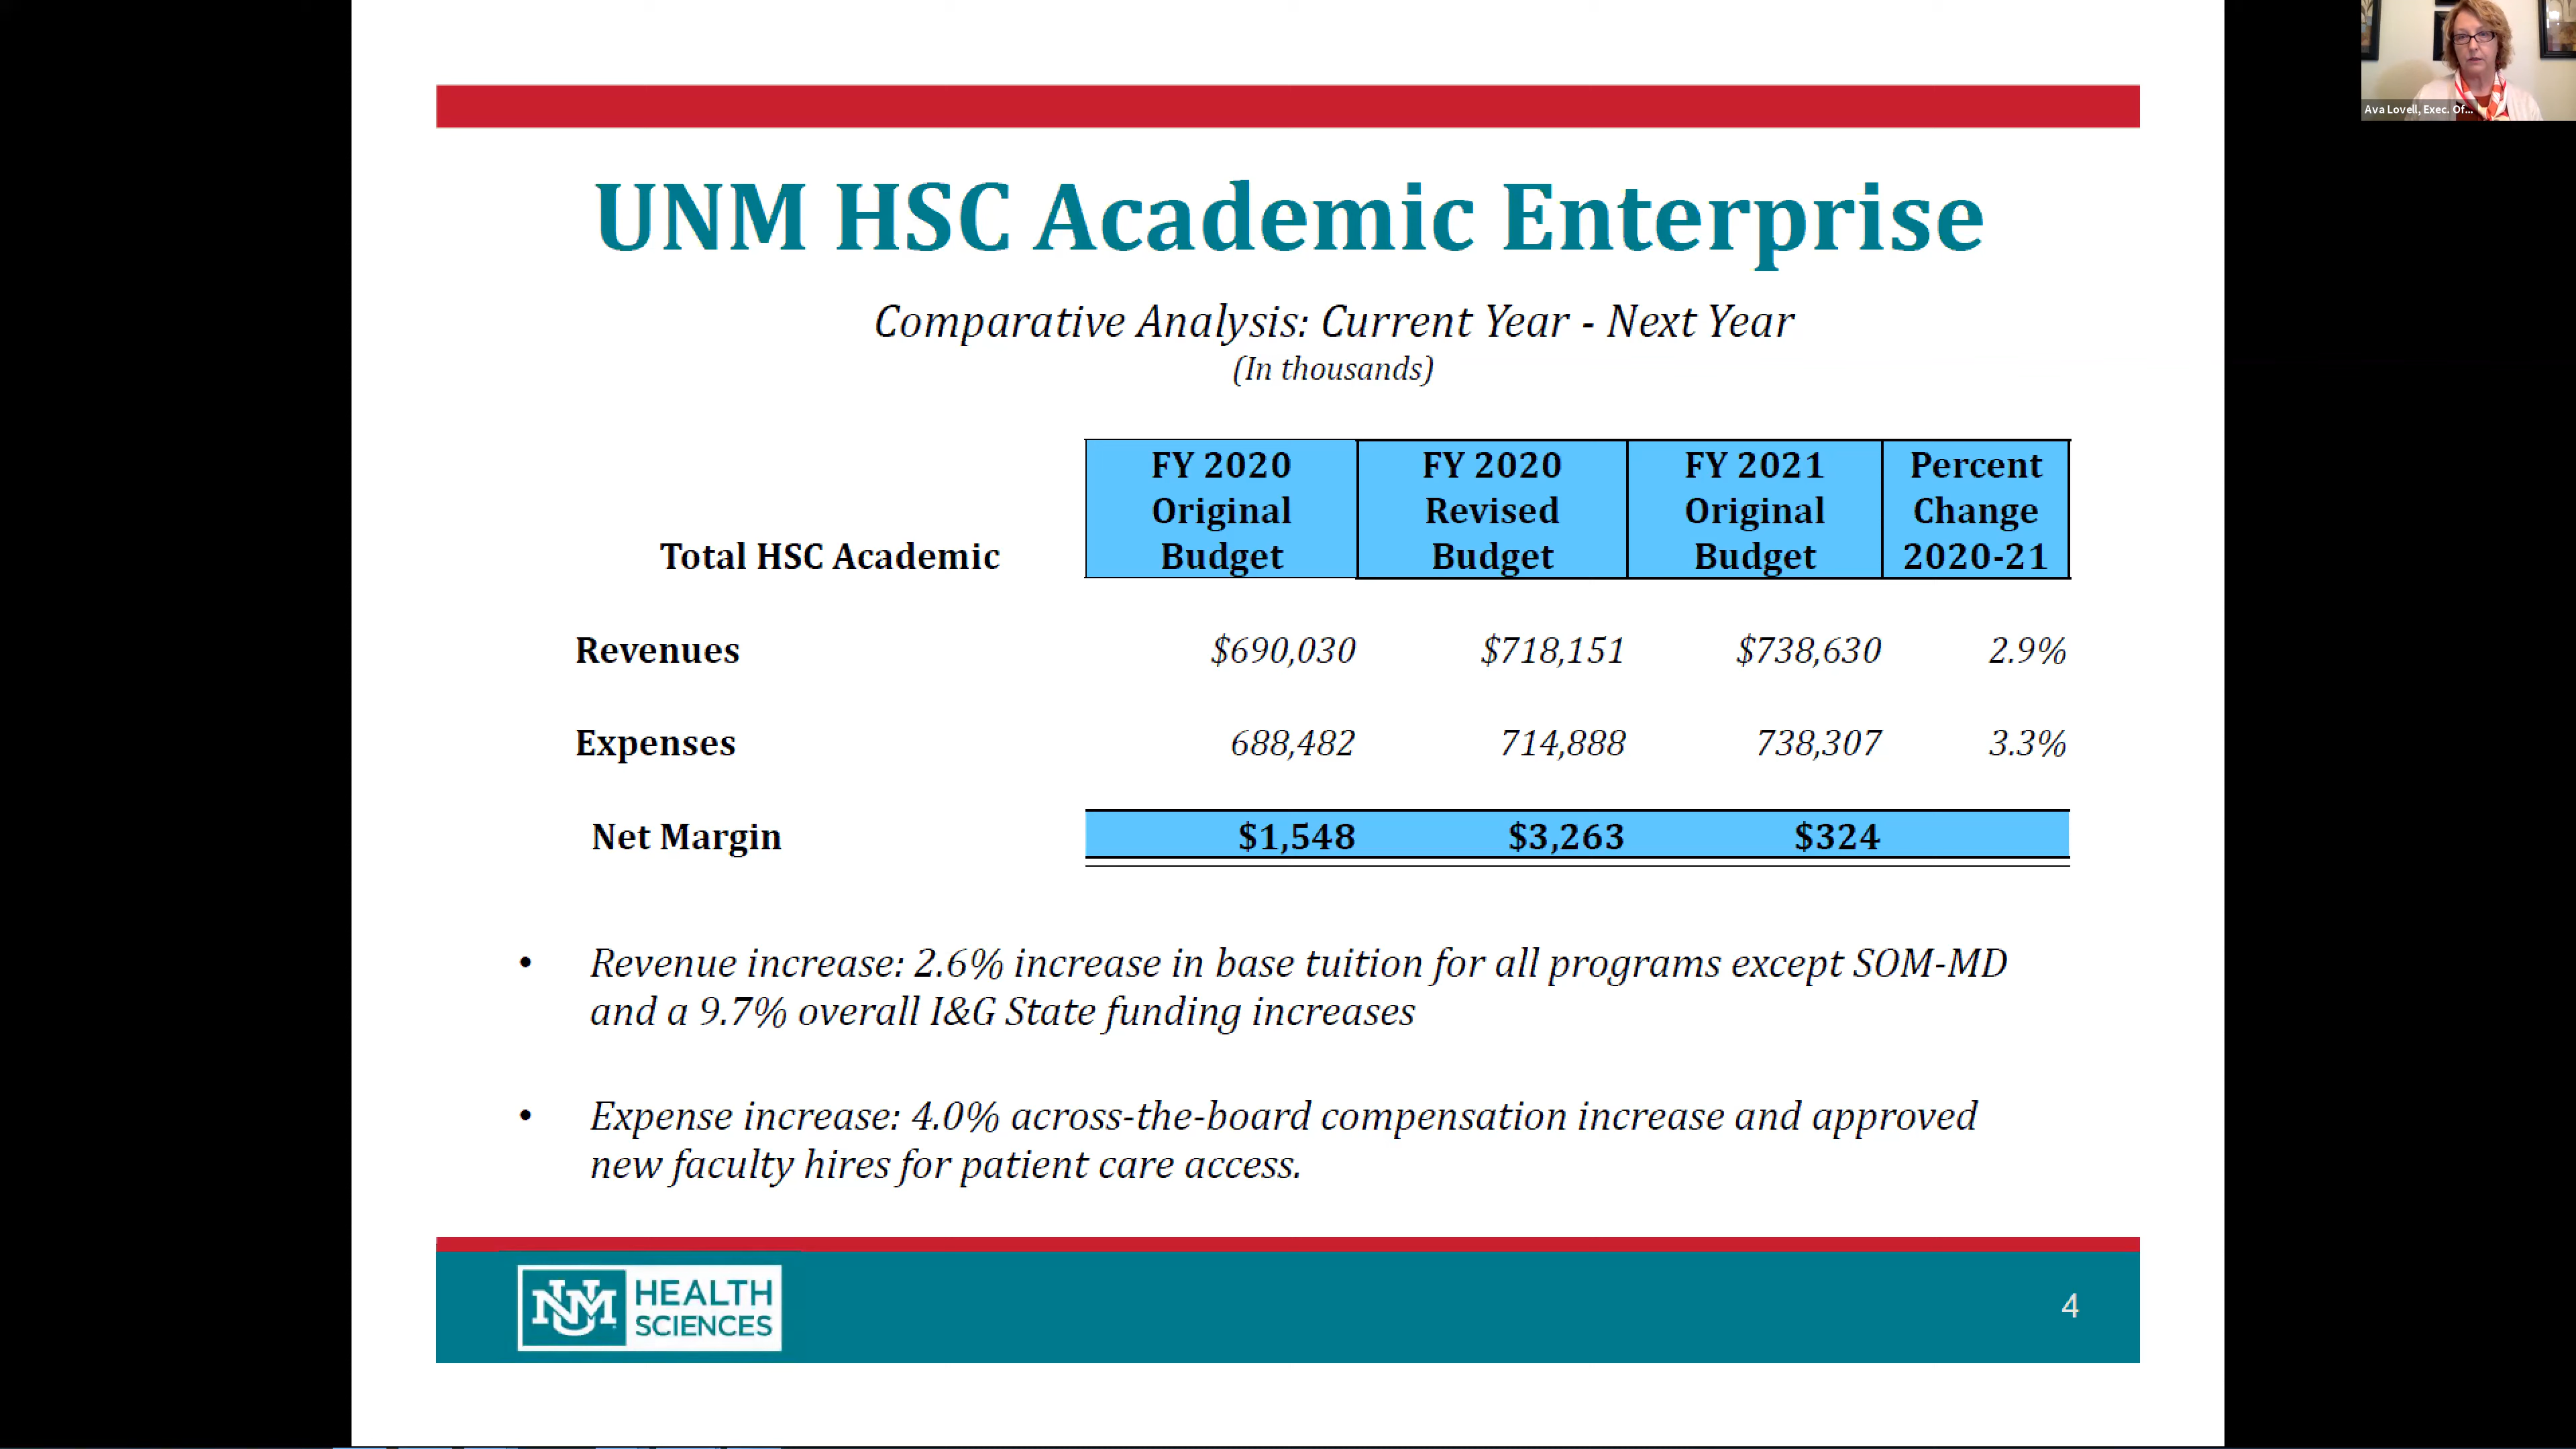 Ava Lovell, Exec. Of...
UNM HSC Academic Enterprise
Comparative Analysis: Current Year - Next Year
(In thousands)
Total HSC Academic
FY 2020 Original Budget
FY 2020 Revised Budget
FY 2021 Original Budget
Percent Change 2020-21
Revenues $690,030 $718,151 $738,630 2.9%
Expenses 688,482 714,888 738,307 3.3%
Net Margin $1,548 $3,263 $324
• Revenue increase: 2.6% increase in base tuition for all programs except SOM-MD
and a 9.7% overall I&G State funding increases
• Expense increase: 4.0% across-the-board compensation increase and approved
new faculty hires for patient care access.
NUM HEALTH
SCIENCES
4